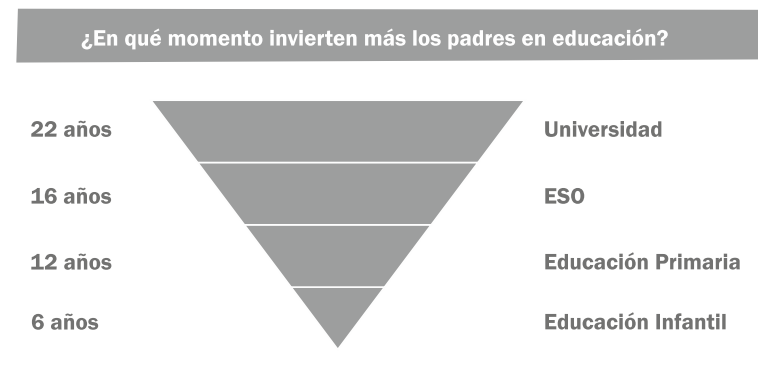 ¿En qué momento invierten más los padres en educación?
22 años Universidad
16 años ESO
12 años Educación Primaria
6 años Educación Infantil